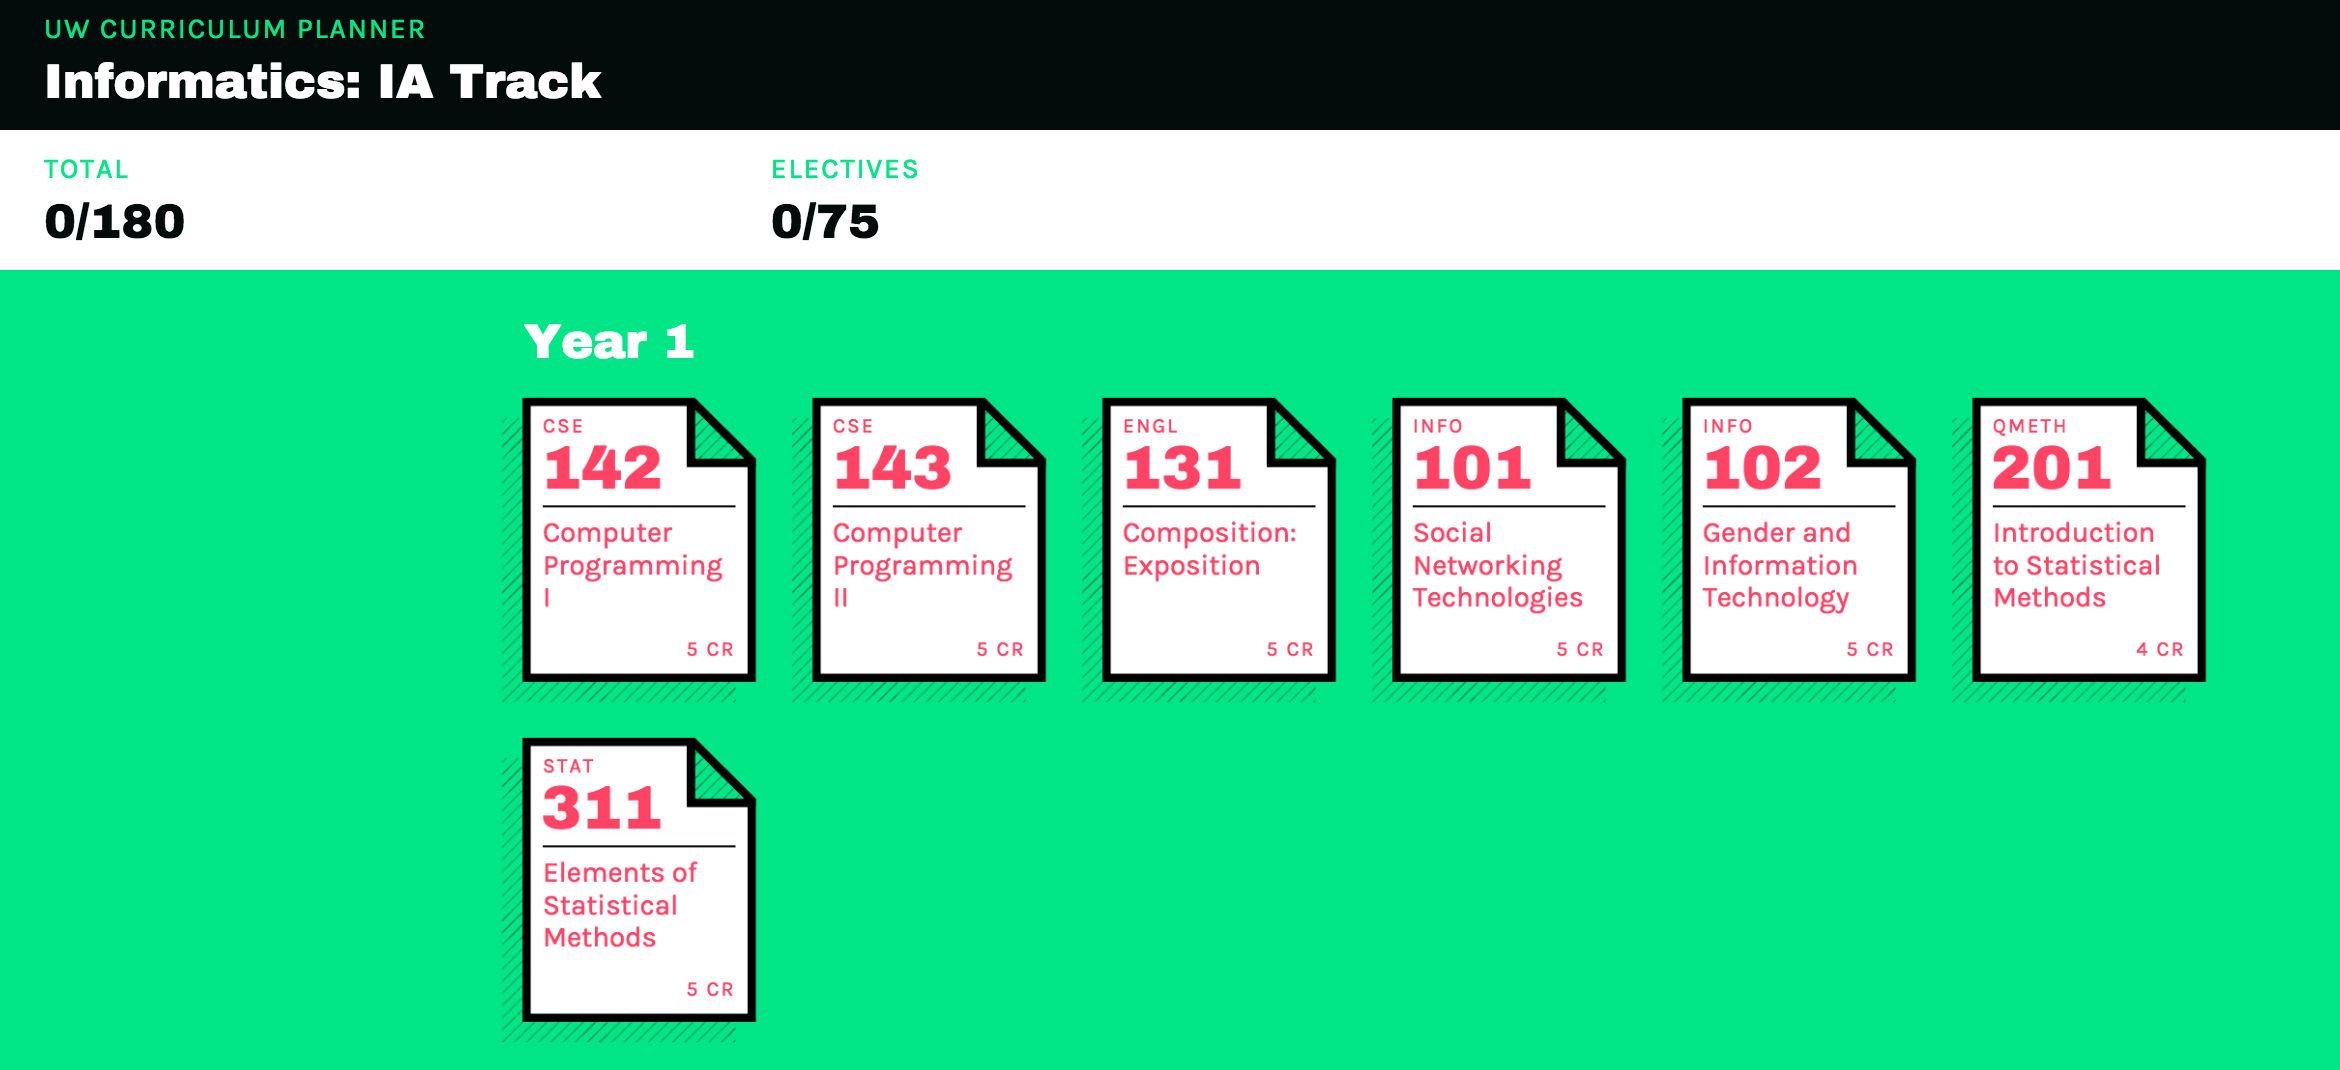 UW CURRICULUM PLANNER
Informatics: IA Track
TOTAL
0/180
ELECTIVES
0/75
Year 1
CSE
142
Computer
Programming
I
5 CR
CSE
143
Computer
Programming
II
5 CR
ENGL
131
Composition:
Exposition
5 CR
INFO
101
Social
Networking
Technologies
5 CR
INFO
102
Gender and
Information
Technology
5 CR
QMETH
201
Introduction
to Statistical
Methods
4 CR
STAT
311
Elements of
Statistical
Methods
5 CR